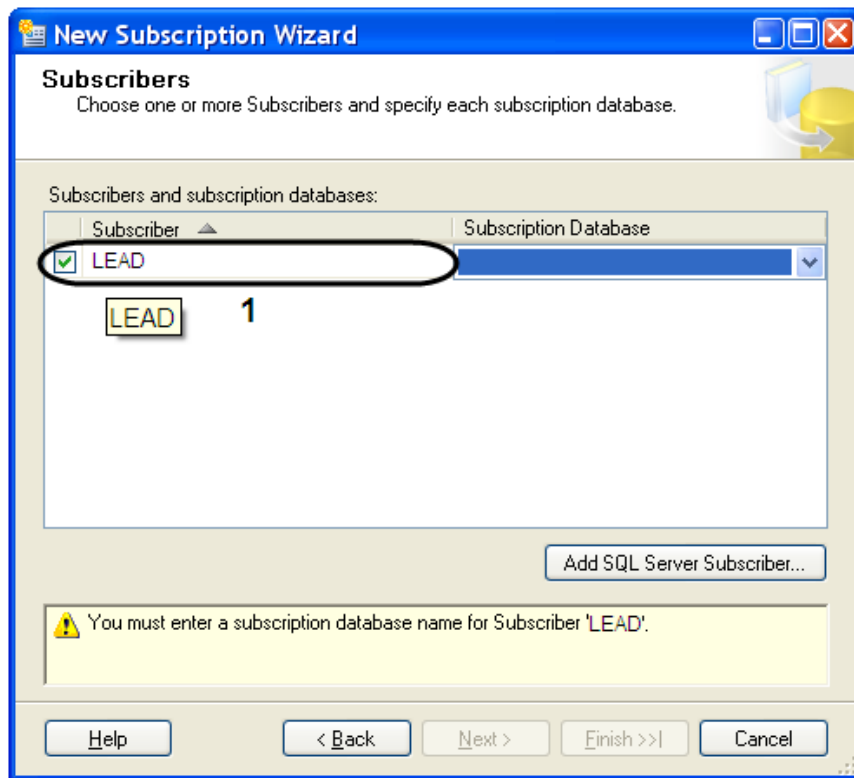 New Subscription Wizard
Subscribers
Choose one or more Subscribers and specify each subscription database.
Subscribers and subscription databases:
Subscriber Subscription Database
LEAD
LEAD 1
Add SQL Server Subscriber...
You must enter a subscription database name for Subscriber 'LEAD'.
Help < Back Next > Finish >>| Cancel